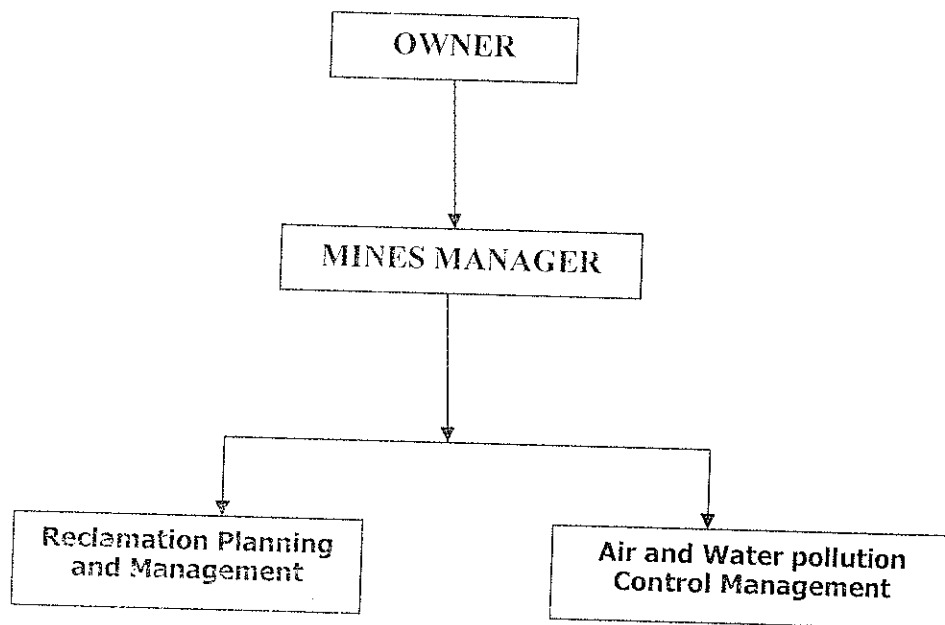 OWNER
MINES MANAGER
Reclamation Planning
and Management
Air and Water pollution
Control Management